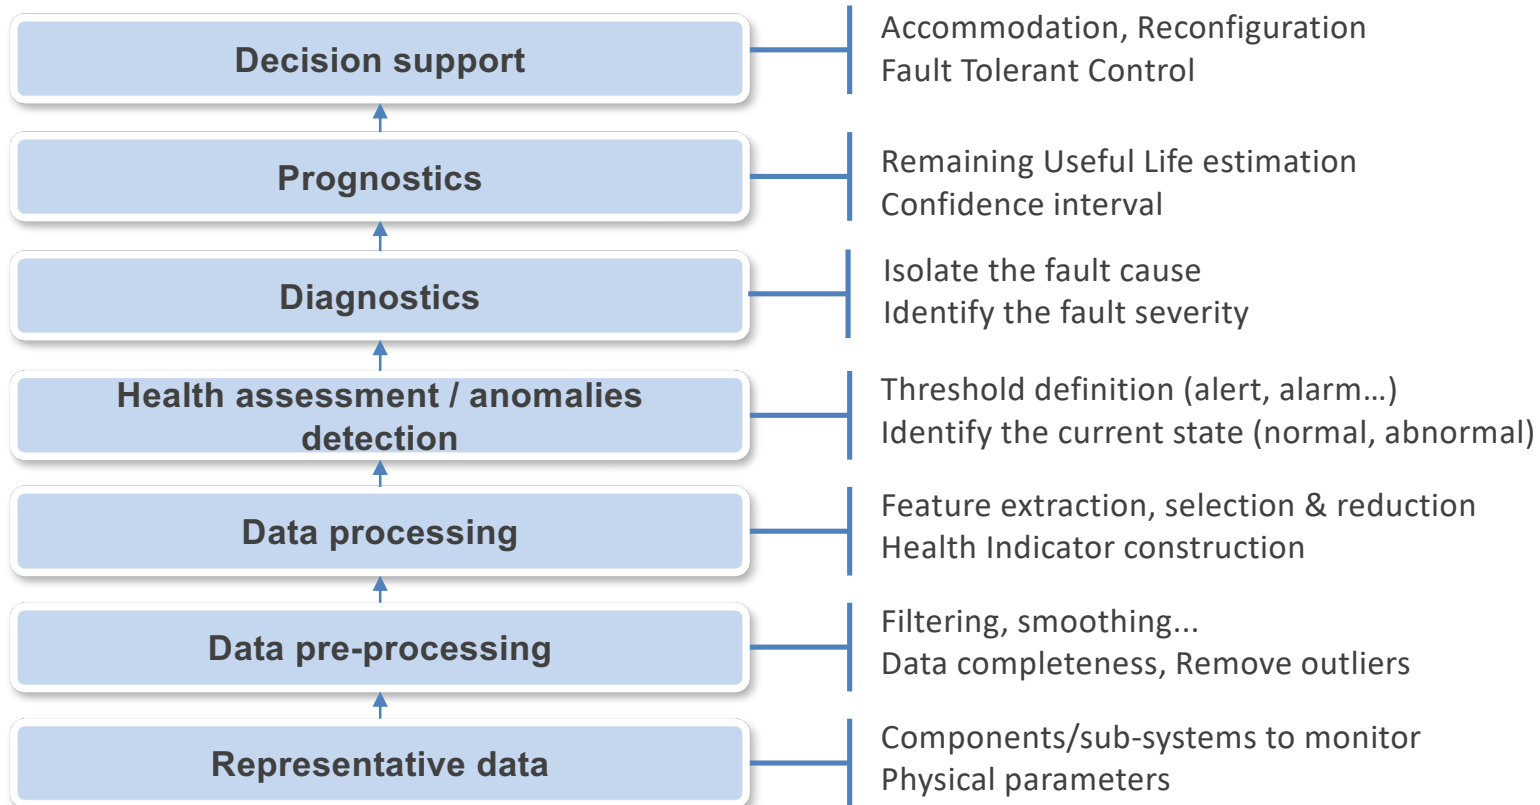 Decision support
Accommodation, Reconfiguration
Fault Tolerant Control
Prognostics
Remaining Useful Life estimation
Confidence interval
Diagnostics
Isolate the fault cause
Identify the fault severity
Health assessment / anomalies
detection
Threshold definition (alert, alarm…)
Identify the current state (normal, abnormal)
Data processing
Feature extraction, selection & reduction
Health Indicator construction
Data pre-processing
Filtering, smoothing...
Data completeness, Remove outliers
Representative data
Components/sub-systems to monitor
Physical parameters